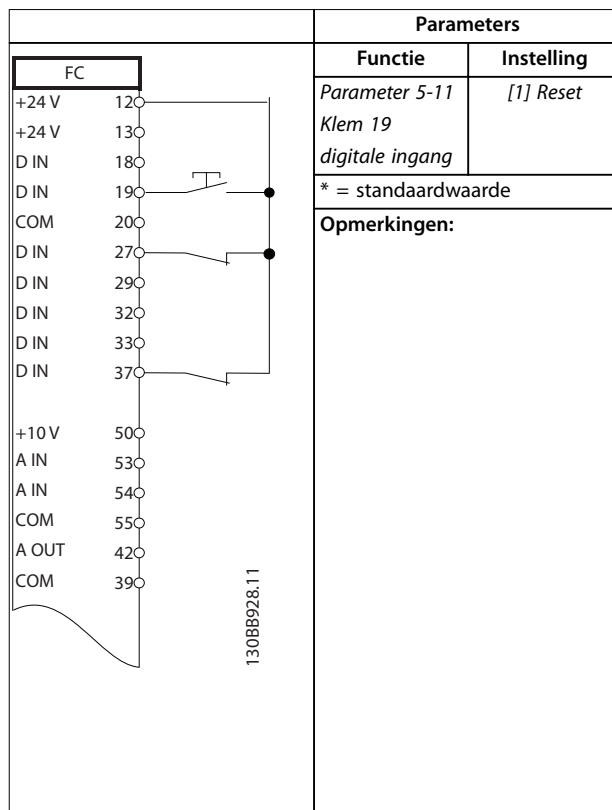 Parameters
Functie Instelling
Parameter 5-11 [1] Reset
Klem 19
digitale ingang
* = standaardwaarde
Opmerkingen:
FC
+24 V 12
+24 V 13
D IN 18
D IN 19
COM 20
D IN 27
D IN 29
D IN 32
D IN 33
D IN 37
+10 V 50
A IN 53
A IN 54
COM 55
A OUT 42
COM 39
130BB928.11